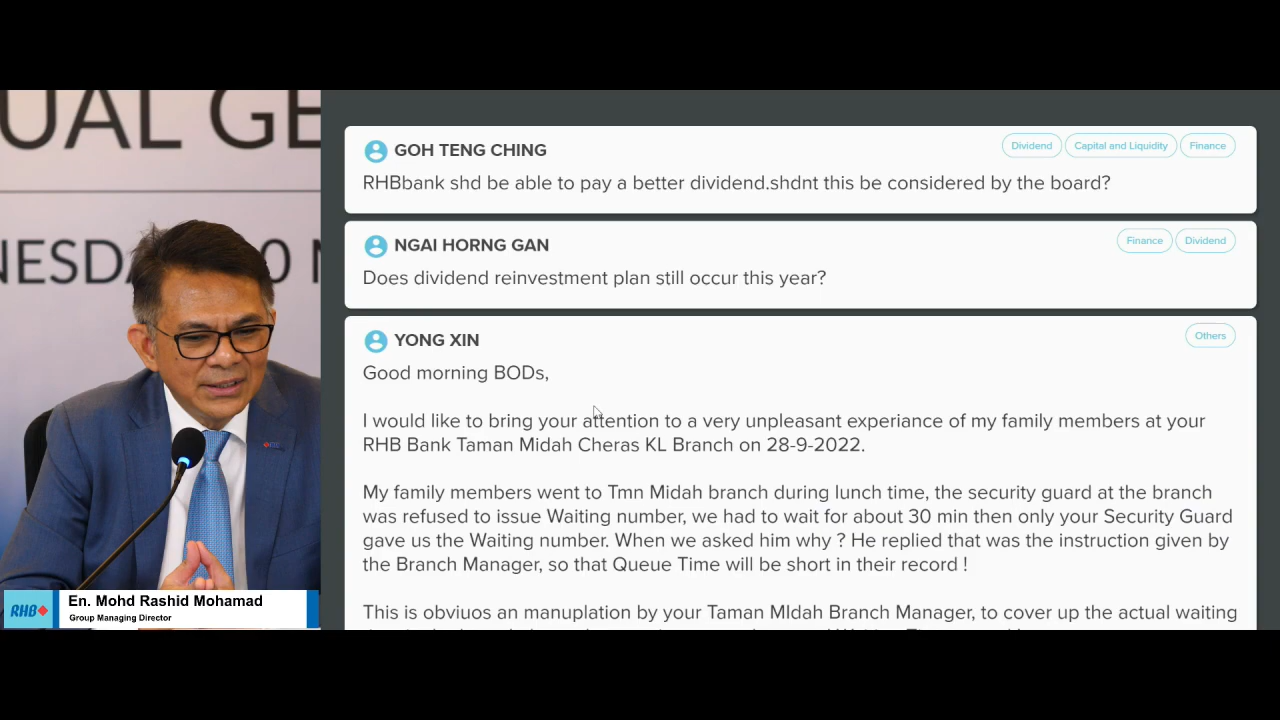 UAL GE
NESDA 0
RHB
En. Mohd Rashid Mohamad
Group Managing Director
GOH TENG CHING
Dividend
Capital and Liquidity
Finance
RHBbank shd be able to pay a better dividend.shdnt this be considered by the board?
NGAI HORNG GAN
Finance
Dividend
Does dividend reinvestment plan still occur this year?
YONG XIN
Others
Good morning BODs,
I would like to bring your attention to a very unpleasant experiance of my family members at your
RHB Bank Taman Midah Cheras KL Branch on 28-9-2022.
My family members went to Tmn Midah branch during lunch time, the security guard at the branch
was refused to issue Waiting number, we had to wait for about 30 min then only your Security Guard
gave us the Waiting number. When we asked him why ? He replied that was the instruction given by
the Branch Manager, so that Queue Time will be short in their record !
This is obviuos an manuplation by your Taman MIdah Branch Manager, to cover up the actual waiting